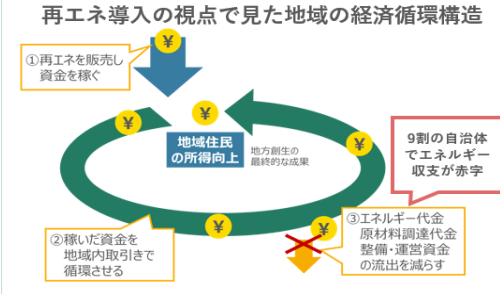 再エネ導入の視点で見た地域の経済循環構造
¥
①再エネを販売し
資金を稼ぐ
¥
¥
地域住民
の所得向上
地方創生の
最終的な成果
¥
9割の自治体
でエネルギー
収支が赤字
②稼いだ資金を
地域内取引きで
循環させる
¥
¥
③エネルギー代金
原材料調達代金
整備・運営資金
の流出を減らす